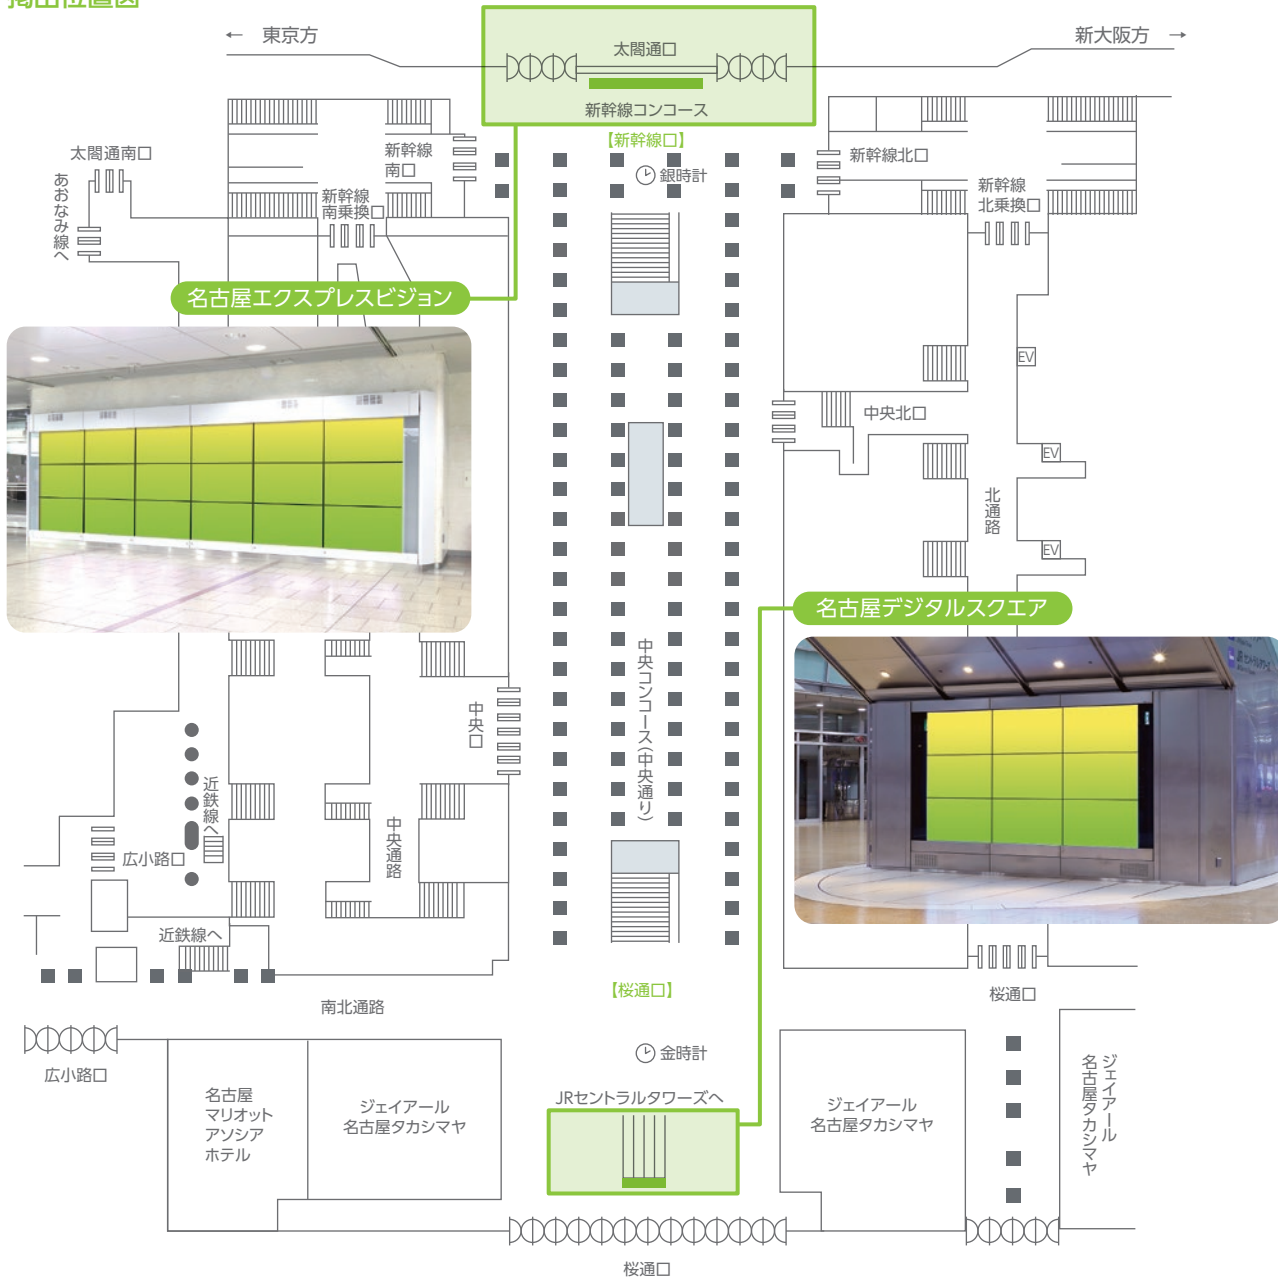 掲出位置図
← 東京方
太閤通口
新大阪方 →
新幹線コンコース
【新幹線口】
太閤通南口
新幹線
南口
銀時計
新幹線北口
あおなみ線へ
新幹線
南乗換口
新幹線
北乗換口
名古屋エクスプレスビジョン
EV
中央北口
EV
北通路
EV
名古屋デジタルスクエア
中央コンコース(中央通り)
中央口
近鉄線へ
中央通路
広小路口
近鉄線へ
【桜通口】
桜通口
南北通路
金時計
広小路口
JRセントラルタワーズへ
名古屋
マリオット
アソシア
ホテル
ジェイアール
名古屋タカシマヤ
ジェイアール
名古屋タカシマヤ
ジェイアール
名古屋タカシマヤ
桜通口